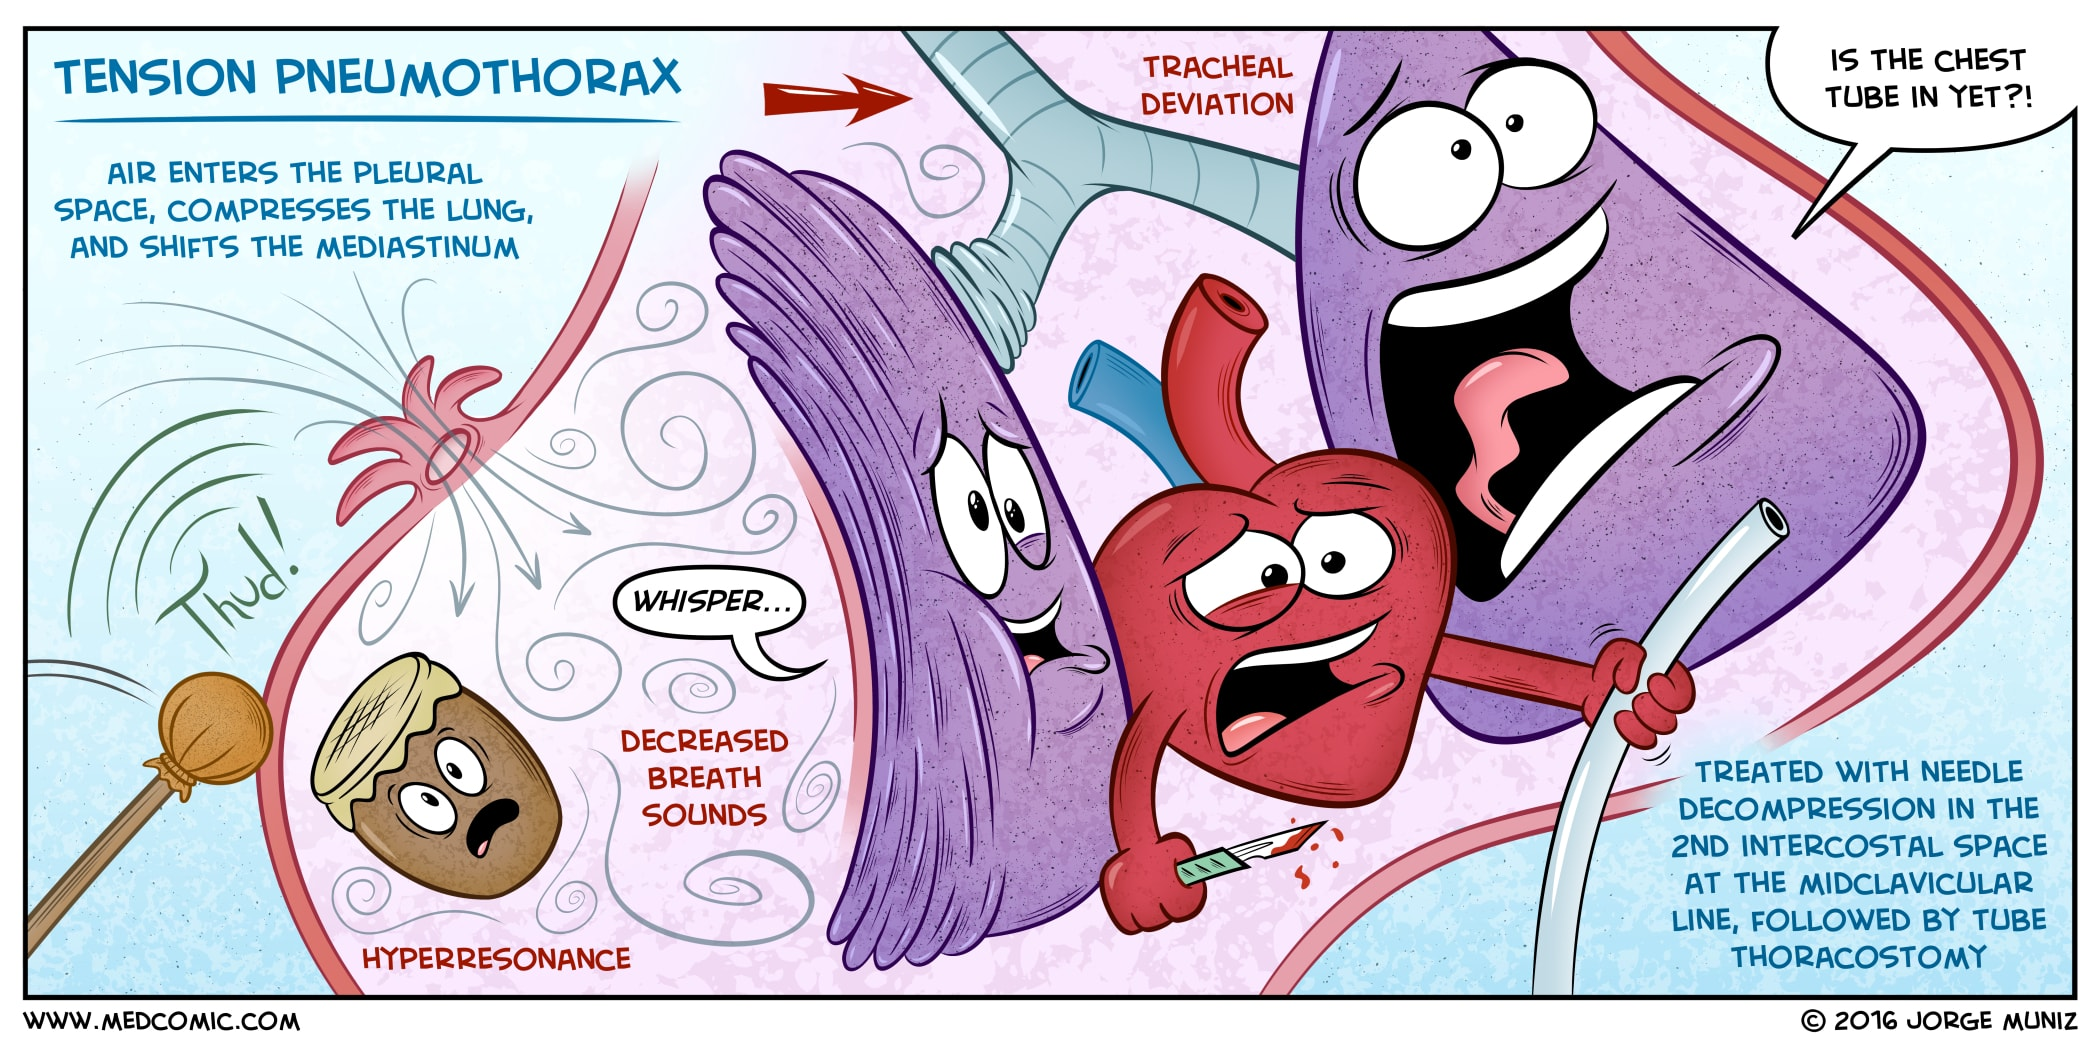 TENSION PNEUMOTHORAX
AIR ENTERS THE PLEURAL
SPACE, COMPRESSES THE LUNG,
AND SHIFTS THE MEDIASTINUM
TRACHEAL
DEVIATION
IS THE CHEST
TUBE IN YET?!
Thud!
WHISPER...
DECREASED
BREATH
SOUNDS
HYPERRESONANCE
TREATED WITH NEEDLE
DECOMPRESSION IN THE
2ND INTERCOSTAL SPACE
AT THE MIDCLAVICULAR
LINE, FOLLOWED BY TUBE
THORACOSTOMY
WWW.MEDCOMIC.COM
© 2016 JORGE MUNIZ